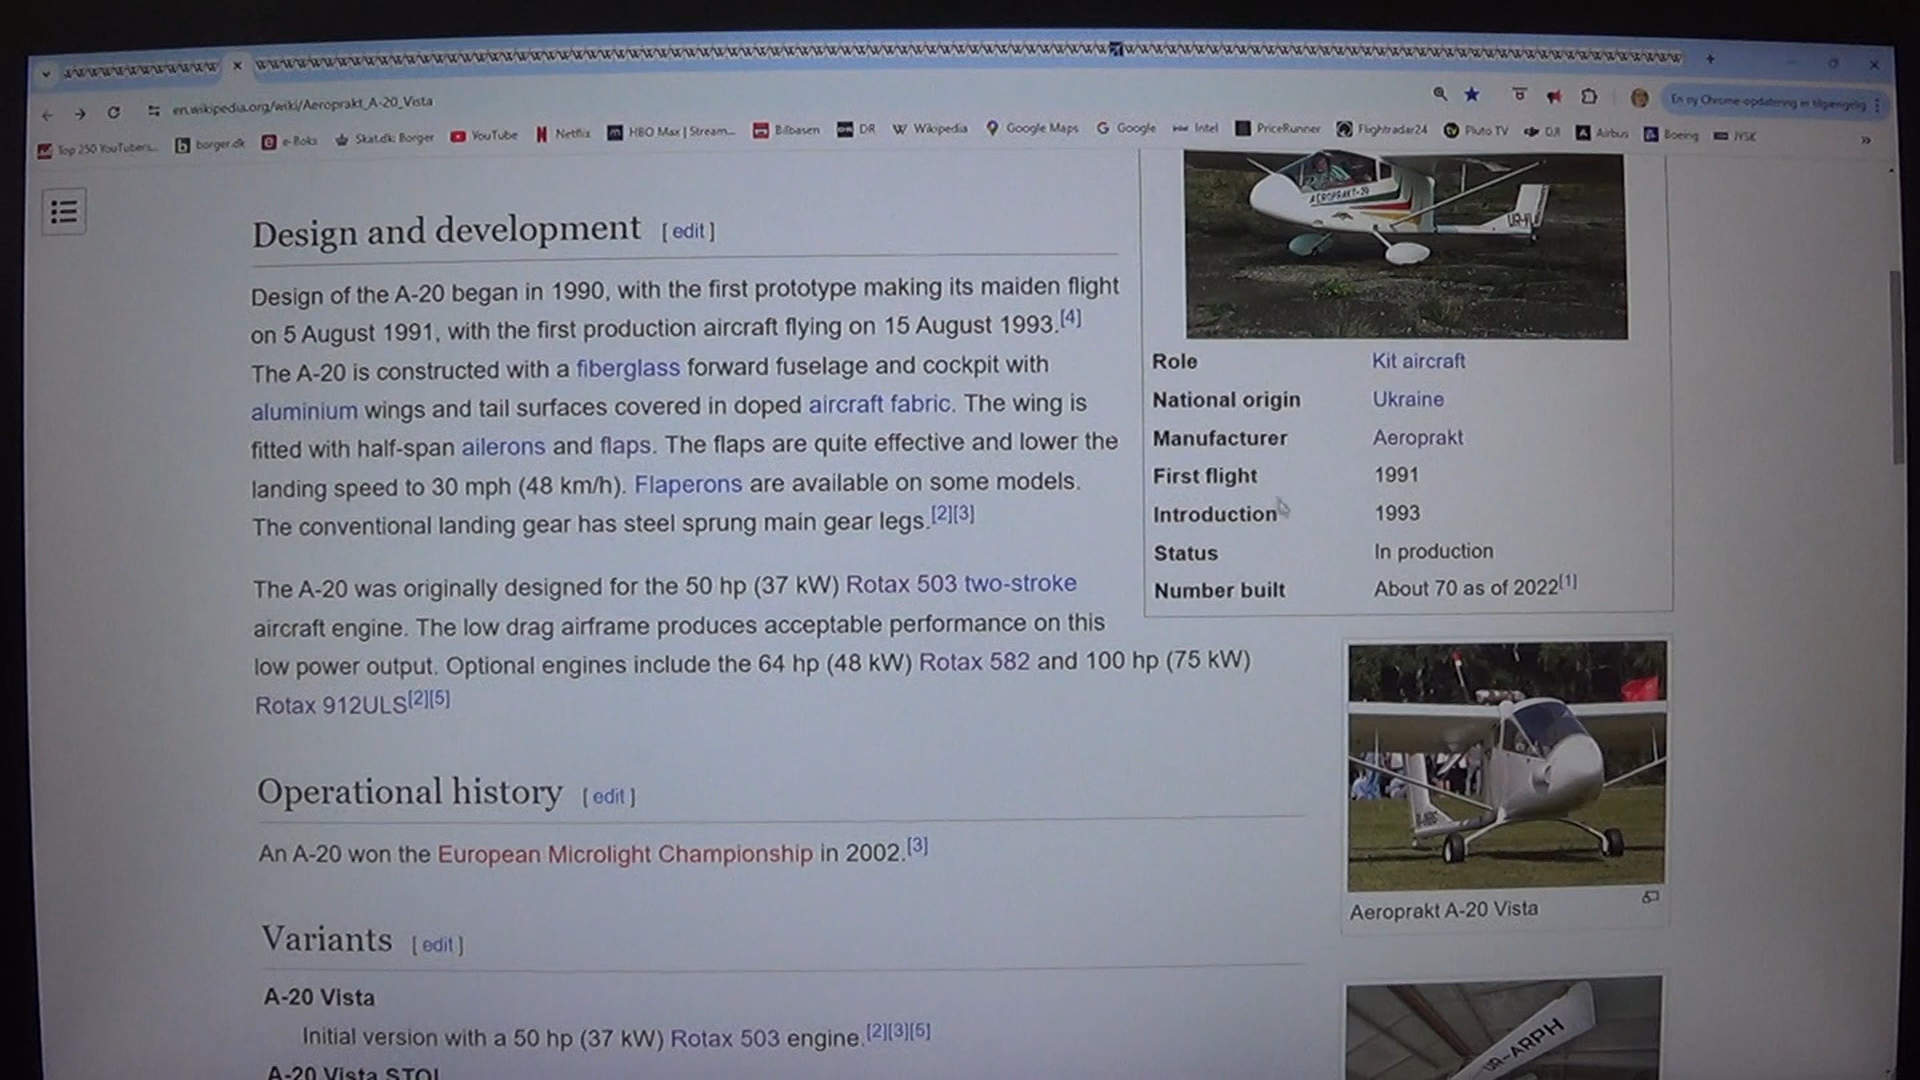 en.wikipedia.org/wiki/Aeroprakt_A-20_Vista
En ny Chrome-opdatering er tilgængelig
Top 250 YouTubers...
borger.dk
e-Boks
Skat.dk: Borger
YouTube
Netflix
HBO Max | Stream...
Bilbasen
DR
Wikipedia
Google Maps
Google
Intel
PriceRunner
Flightradar24
Pluto TV
DJI
Airbus
Boeing
JYSK
Design and development [ edit ]
Design of the A-20 began in 1990, with the first prototype making its maiden flight
on 5 August 1991, with the first production aircraft flying on 15 August 1993.[4]
The A-20 is constructed with a fiberglass forward fuselage and cockpit with
aluminium wings and tail surfaces covered in doped aircraft fabric. The wing is
fitted with half-span ailerons and flaps. The flaps are quite effective and lower the
landing speed to 30 mph (48 km/h). Flaperons are available on some models.
The conventional landing gear has steel sprung main gear legs.[2][3]
The A-20 was originally designed for the 50 hp (37 kW) Rotax 503 two-stroke
aircraft engine. The low drag airframe produces acceptable performance on this
low power output. Optional engines include the 64 hp (48 kW) Rotax 582 and 100 hp (75 kW)
Rotax 912ULS[2][5]
Operational history [ edit ]
An A-20 won the European Microlight Championship in 2002.[3]
Variants [ edit ]
A-20 Vista
Initial version with a 50 hp (37 kW) Rotax 503 engine.[2][3][5]
A-20 Vista STOL
AEROPRAKT-20
Role Kit aircraft
National origin Ukraine
Manufacturer Aeroprakt
First flight 1991
Introduction 1993
Status In production
Number built About 70 as of 2022[1]
Aeroprakt A-20 Vista
UR-ARPH